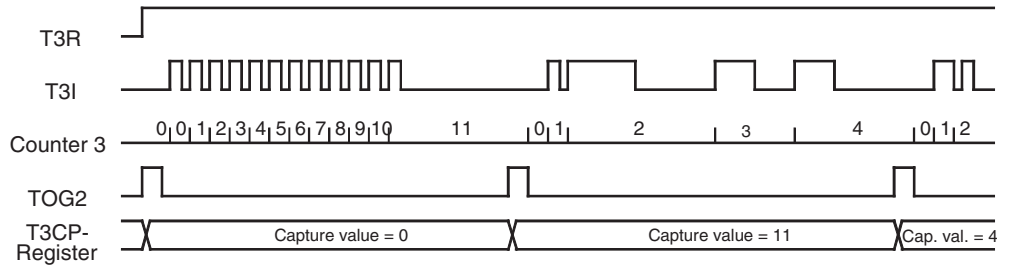 T3R
T3I
Counter 3 0 0 1 2 3 4 5 6 7 8 9 10 11 0 1 2 3 4 0 1 2
TOG2
T3CP-
Register Capture value = 0 Capture value = 11 Cap. val. = 4